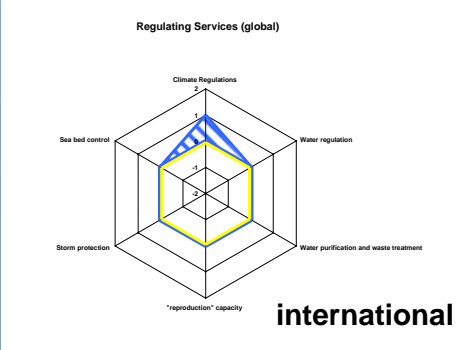 Regulating Services (global)
Climate Regulations
2
1
0
-1
-2
Sea bed control
Water regulation
Storm protection
Water purification and waste treatment
"reproduction" capacity
international